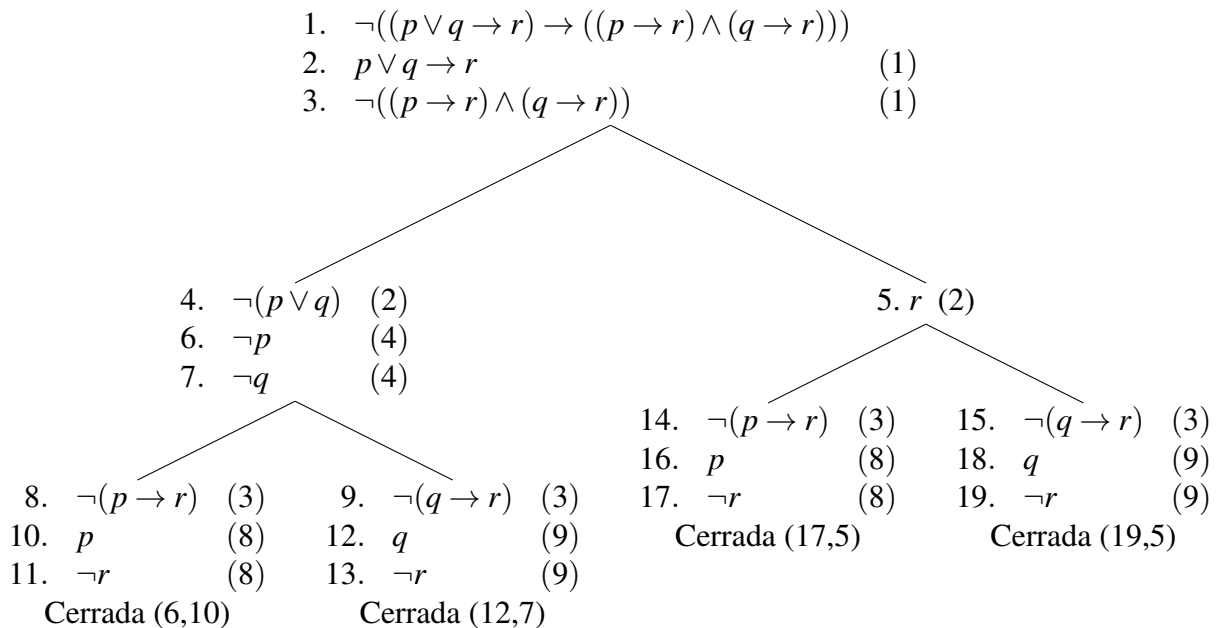 1. ¬((p ∨ q → r) → ((p → r) ∧ (q → r)))
2. p ∨ q → r (1)
3. ¬((p → r) ∧ (q → r)) (1)
4. ¬(p ∨ q) (2)
6. ¬p (4)
7. ¬q (4)
5. r (2)
8. ¬(p → r) (3)
10. p (8)
11. ¬r (8)
Cerrada (6,10)
9. ¬(q → r) (3)
12. q (9)
13. ¬r (9)
Cerrada (12,7)
14. ¬(p → r) (3)
16. p (8)
17. ¬r (8)
Cerrada (17,5)
15. ¬(q → r) (3)
18. q (9)
19. ¬r (9)
Cerrada (19,5)